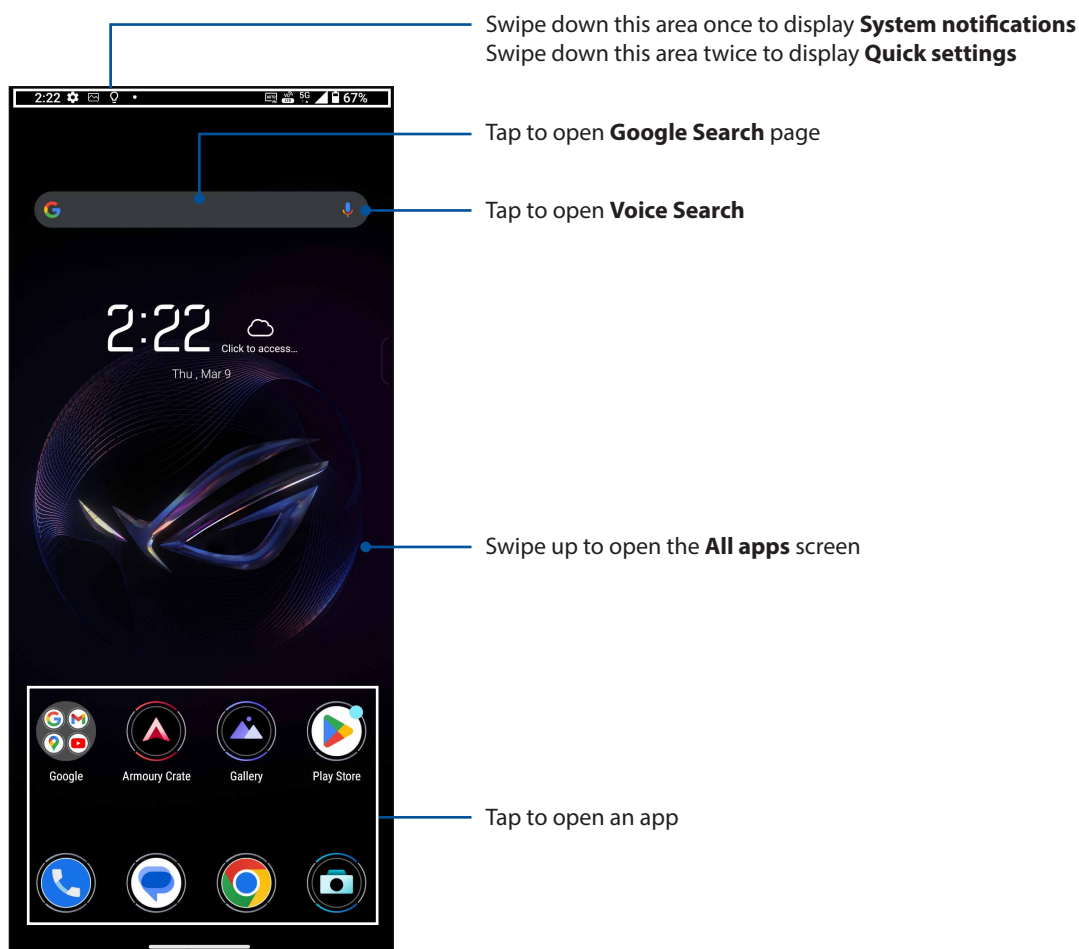 Swipe down this area once to display System notifications
Swipe down this area twice to display Quick settings
2:22
5G
67%
Tap to open Google Search page
Tap to open Voice Search
2:22
Click to access...
Thu , Mar 9
Swipe up to open the All apps screen
Google
Armoury Crate
Gallery
Play Store
Tap to open an app